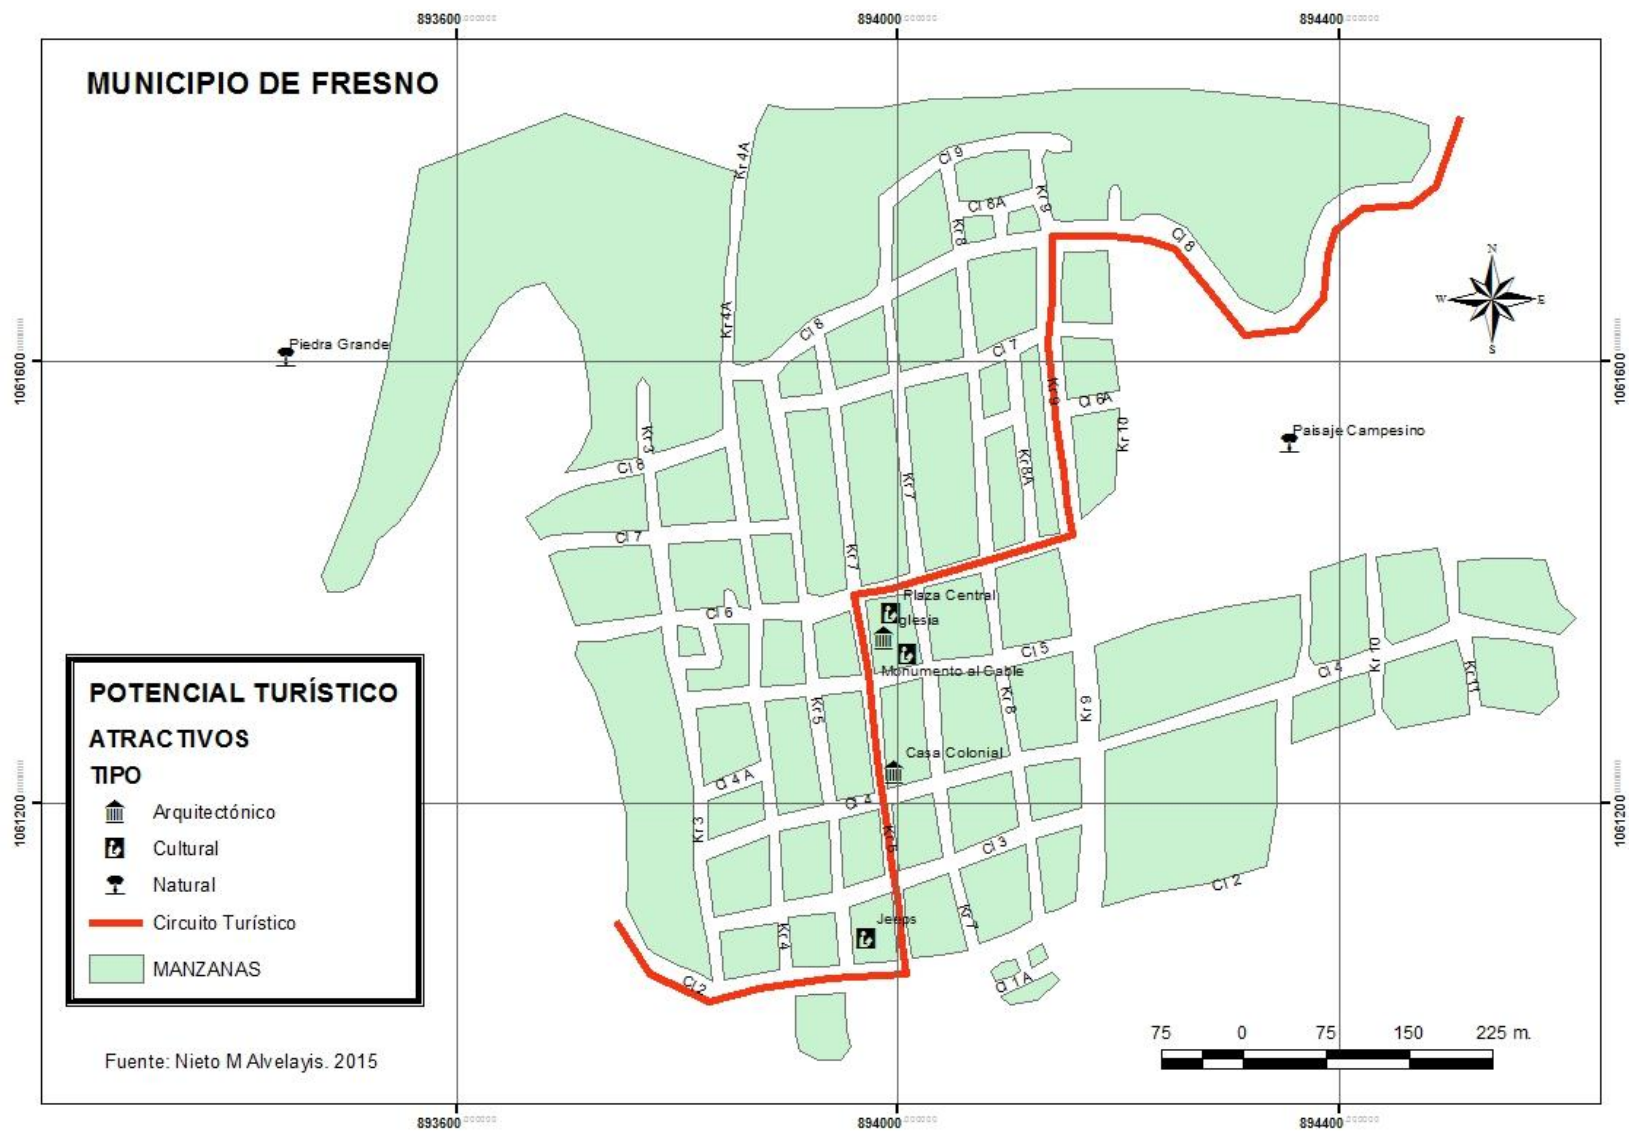 893600
894000
894400
MUNICIPIO DE FRESNO
Cl 9
Kr 4A
Cl 8A
Kr 9
Kr 8
Cl 8
N
W
E
S
Kr 4A
Cl 8
Piedra Grande
Cl 7
1061600
1061600
Kr 9
Cl 6A
Paisaje Campesino
Kr 3
Kr 10
Cl 8
Kr 8A
Kr 7
Cl 7
Kr 7
Plaza Central
Cl 6
Iglesia
Cl 5
Monumento al Cable
Cl 4
Kr 10
Kr 11
Kr 5
Kr 8
Kr 9
POTENCIAL TURÍSTICO
ATRACTIVOS
TIPO
Casa Colonial
Cl 4 A
Cl 4
1061200
1061200
Arquitectónico
Kr 3
Kr 5
Cl 3
Cultural
Natural
Cl 2
Circuito Turístico
Jeeps
Kr 7
Kr 4
MANZANAS
Cl 2
Cl 1 A
75 0 75 150 225 m.
Fuente: Nieto M Alvelayis. 2015
893600
894000
894400